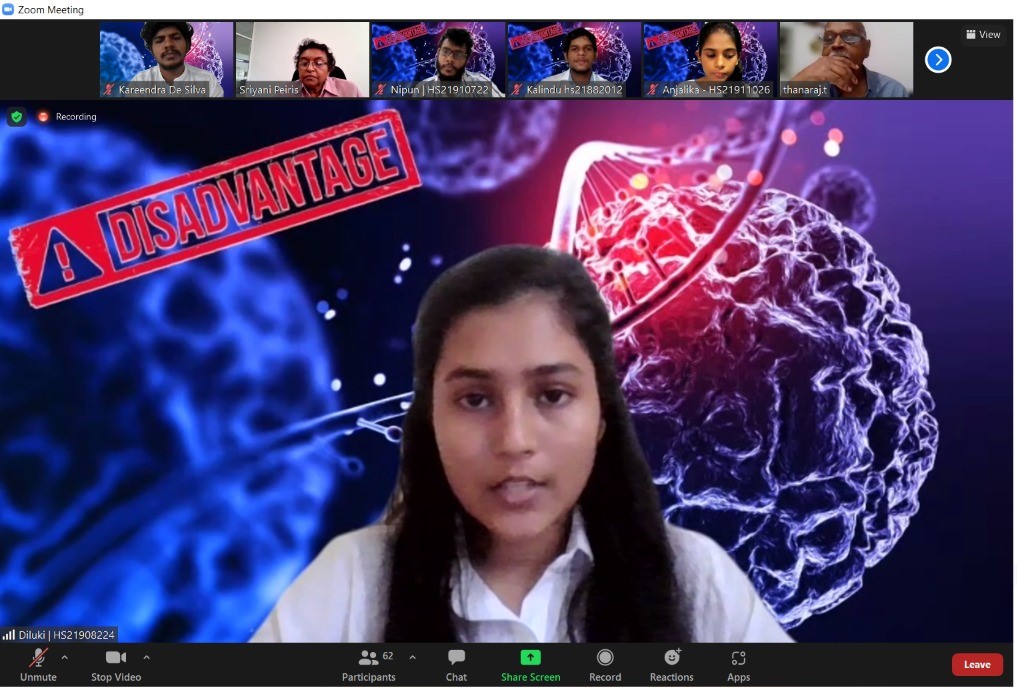 Zoom Meeting
Kareendra De Silva
Sriyani Peiris
Nipun | HS21910722
Kalindu hs21882012
Anjalika - HS21911026
thanaraj.t
View
Recording
DISADVANTAGE
Diluki | HS21908224
Unmute
Stop Video
62
Participants
Chat
Share Screen
Record
Reactions
Apps
Leave